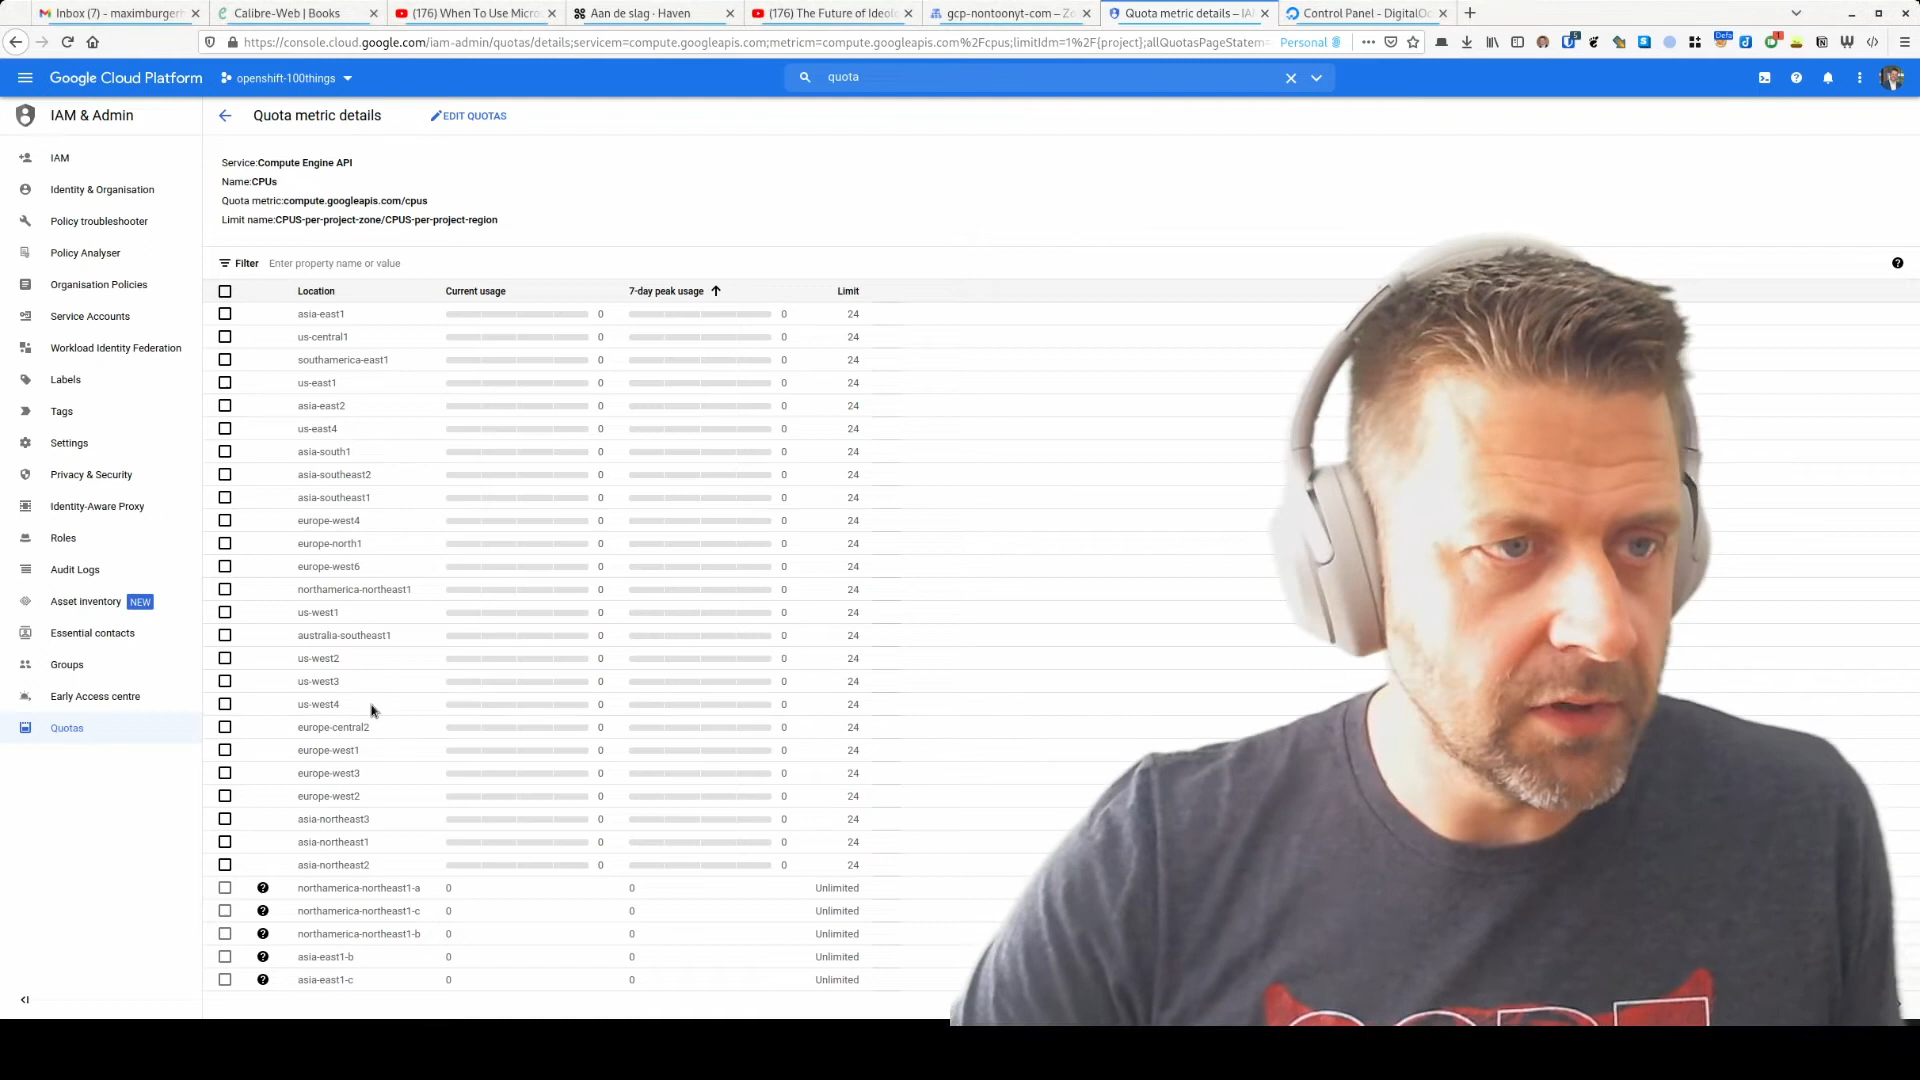 Inbox (7) - maximburgerh
Calibre-Web | Books
(176) When To Use Micro
Aan de slag · Haven
(176) The Future of Ideol
gcp-nontoonyt-com – Zo
Quota metric details – IA
Control Panel - DigitalOc
https://console.cloud.google.com/iam-admin/quotas/details;servicem=compute.googleapis.com;metricm=compute.googleapis.com%2Fcpus;limitIdm=1%2F{project};allQuotasPageStatem=
Personal
Google Cloud Platform
openshift-100things
quota
IAM & Admin
Quota metric details
EDIT QUOTAS
IAM
Identity & Organisation
Policy troubleshooter
Policy Analyser
Organisation Policies
Service Accounts
Workload Identity Federation
Labels
Tags
Settings
Privacy & Security
Identity-Aware Proxy
Roles
Audit Logs
Asset inventory NEW
Essential contacts
Groups
Early Access centre
Quotas
Service:Compute Engine API
Name:CPUs
Quota metric:compute.googleapis.com/cpus
Limit name:CPUS-per-project-zone/CPUS-per-project-region
Filter Enter property name or value
Location Current usage 7-day peak usage Limit
asia-east1 0 0 24
us-central1 0 0 24
southamerica-east1 0 0 24
us-east1 0 0 24
asia-east2 0 0 24
us-east4 0 0 24
asia-south1 0 0 24
asia-southeast2 0 0 24
asia-southeast1 0 0 24
europe-west4 0 0 24
europe-north1 0 0 24
europe-west6 0 0 24
northamerica-northeast1 0 0 24
us-west1 0 0 24
australia-southeast1 0 0 24
us-west2 0 0 24
us-west3 0 0 24
us-west4 0 0 24
europe-central2 0 0 24
europe-west1 0 0 24
europe-west3 0 0 24
europe-west2 0 0 24
asia-northeast3 0 0 24
asia-northeast1 0 0 24
asia-northeast2 0 0 24
northamerica-northeast1-a 0 0 Unlimited
northamerica-northeast1-c 0 0 Unlimited
northamerica-northeast1-b 0 0 Unlimited
asia-east1-b 0 0 Unlimited
asia-east1-c 0 0 Unlimited